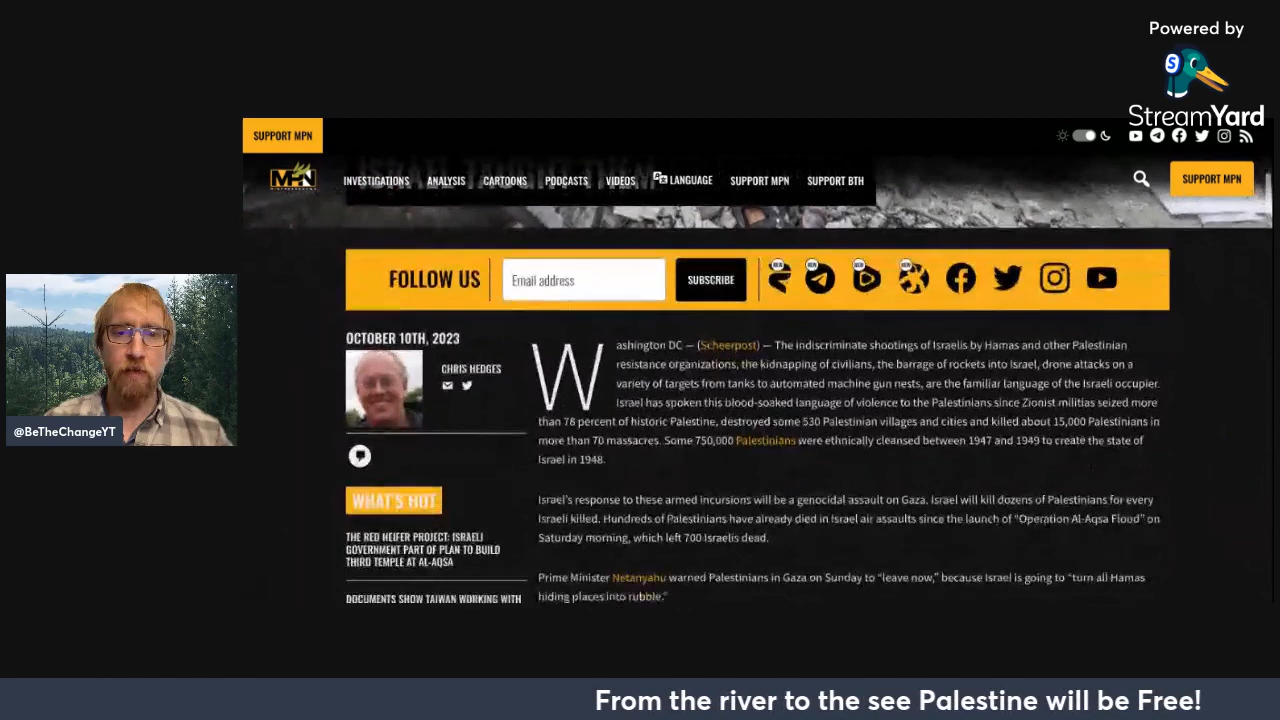 Powered by
StreamYard
SUPPORT MPN
MPN
INVESTIGATIONS ANALYSIS CARTOONS PODCASTS VIDEOS LANGUAGE SUPPORT MPN SUPPORT BTH
SUPPORT MPN
FOLLOW US
Email address
SUBSCRIBE
OCTOBER 10TH, 2023
CHRIS HEDGES
Washington DC — (Scheerpost) — The indiscriminate shootings of Israelis by Hamas and other Palestinian
resistance organizations, the kidnapping of civilians, the barrage of rockets into Israel, drone attacks on a
variety of targets from tanks to automated machine gun nests, are the familiar language of the Israeli occupier.
Israel has spoken this blood-soaked language of violence to the Palestinians since Zionist militias seized more
than 78 percent of historic Palestine, destroyed some 530 Palestinian villages and cities and killed about 15,000 Palestinians in
more than 70 massacres. Some 750,000 Palestinians were ethnically cleansed between 1947 and 1949 to create the state of
Israel in 1948.
Israel's response to these armed incursions will be a genocidal assault on Gaza. Israel will kill dozens of Palestinians for every
Israeli killed. Hundreds of Palestinians have already died in Israel air assaults since the launch of “Operation Al-Aqsa Flood” on
Saturday morning, which left 700 Israelis dead.
Prime Minister Netanyahu warned Palestinians in Gaza on Sunday to “leave now,” because Israel is going to “turn all Hamas
hiding places into rubble.”
WHAT'S HOT
THE RED HEIFER PROJECT: ISRAELI
GOVERNMENT PART OF PLAN TO BUILD
THIRD TEMPLE AT AL-AQSA
DOCUMENTS SHOW TAIWAN WORKING WITH
@BeTheChangeYT
From the river to the see Palestine will be Free!